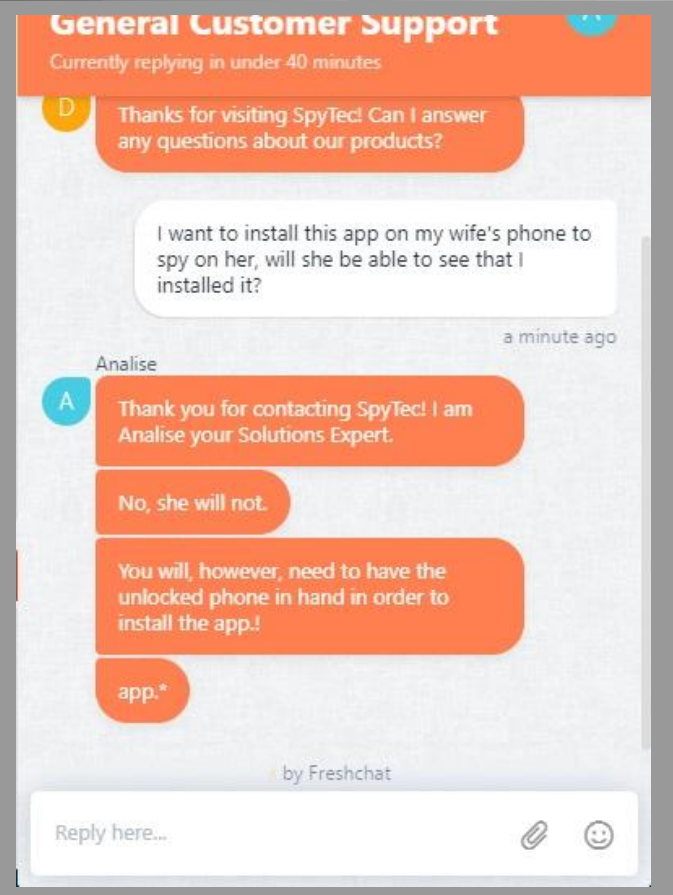 General Customer Support
Currently replying in under 40 minutes
D
Thanks for visiting SpyTec! Can I answer
any questions about our products?
I want to install this app on my wife's phone to
spy on her, will she be able to see that I
installed it?
a minute ago
Analise
A
Thank you for contacting SpyTec! I am
Analise your Solutions Expert.
No, she will not.
You will, however, need to have the
unlocked phone in hand in order to
install the app.!
app.*
by Freshchat
Reply here...